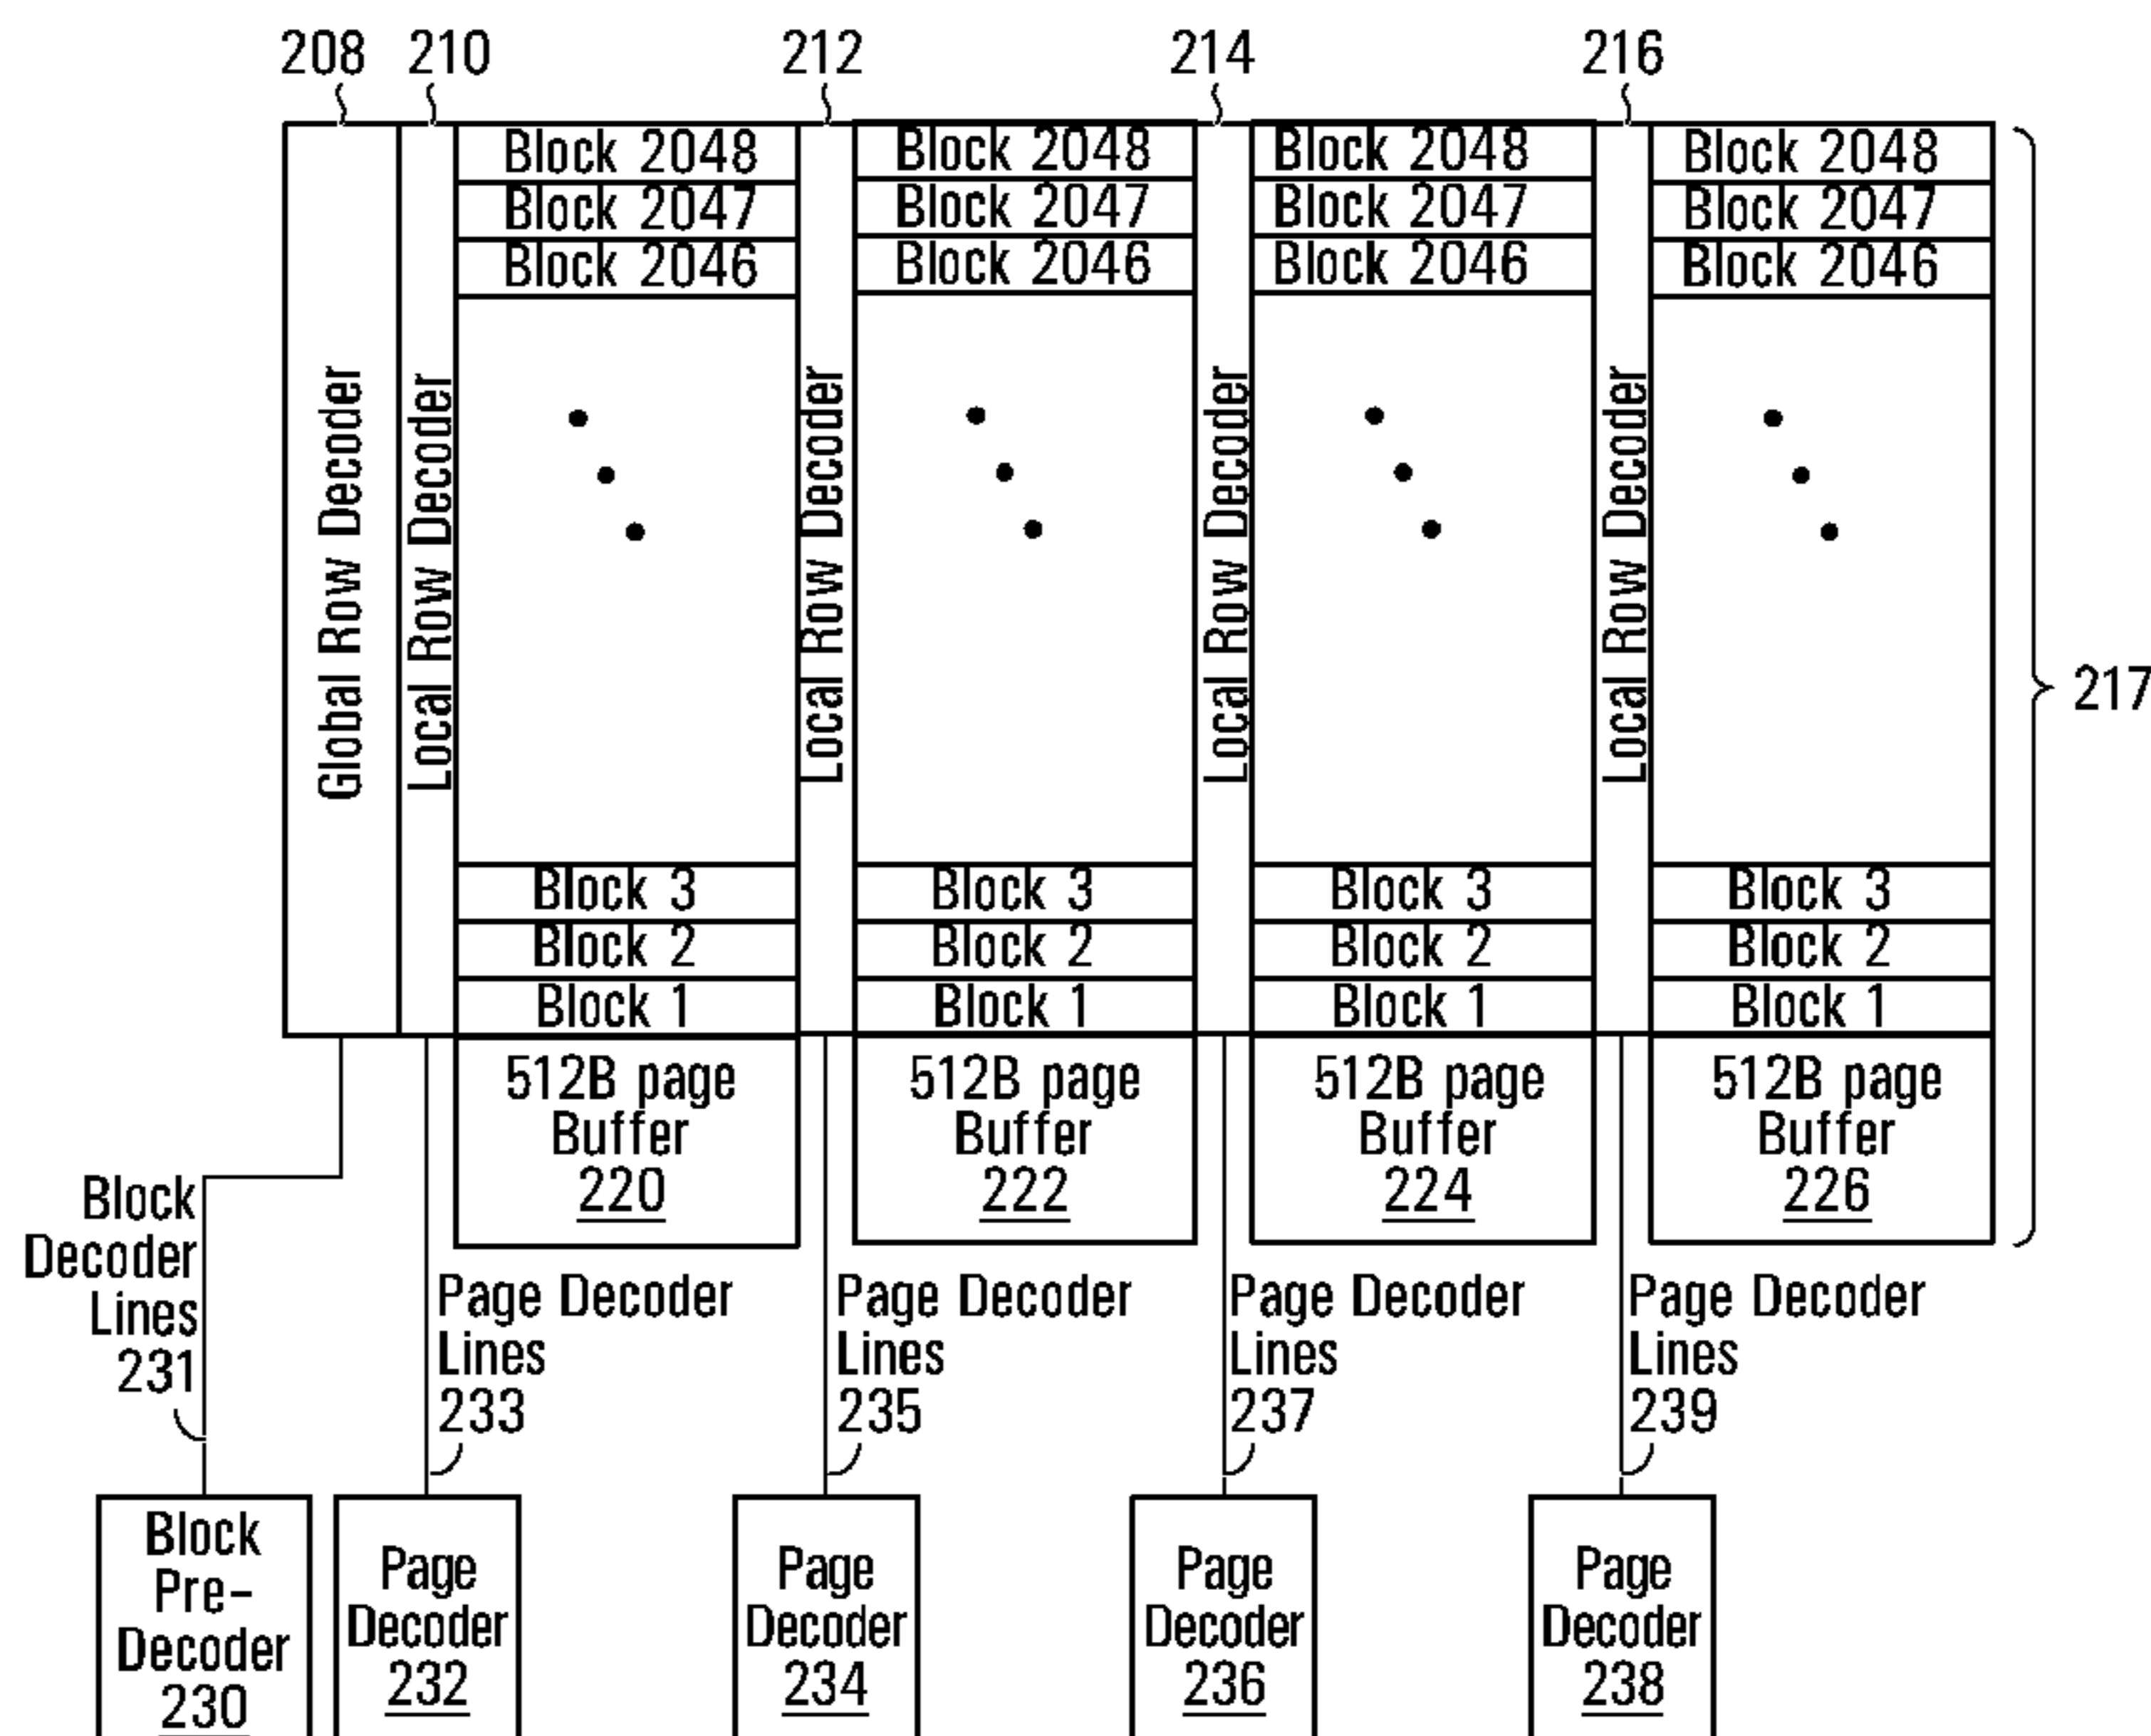 208 210 212 214 216
Block 2048 Block 2048 Block 2048 Block 2048
Block 2047 Block 2047 Block 2047 Block 2047
Block 2046 Block 2046 Block 2046 Block 2046
Global Row Decoder
Local Row Decoder
Local Row Decoder
Local Row Decoder
Local Row Decoder
217
Block 3 Block 3 Block 3 Block 3
Block 2 Block 2 Block 2 Block 2
Block 1 Block 1 Block 1 Block 1
512B page
Buffer
220
512B page
Buffer
222
512B page
Buffer
224
512B page
Buffer
226
Block
Decoder
Lines
231
Page Decoder
Lines
233
Page Decoder
Lines
235
Page Decoder
Lines
237
Page Decoder
Lines
239
Block
Pre-
Decoder
230
Page
Decoder
232
Page
Decoder
234
Page
Decoder
236
Page
Decoder
238